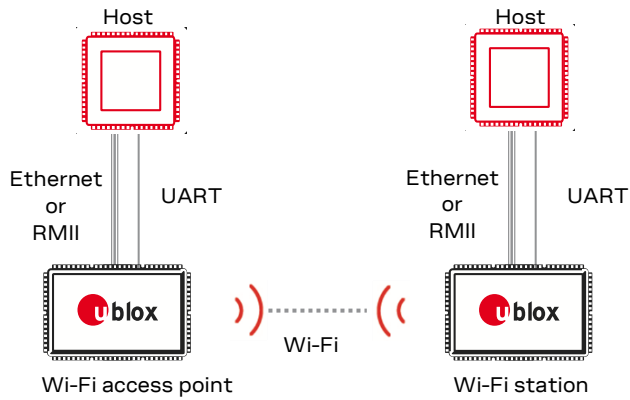 Host
Host
Ethernet
or
RMII
UART
Ethernet
or
RMII
UART
ublox
ublox
Wi-Fi
Wi-Fi access point
Wi-Fi station